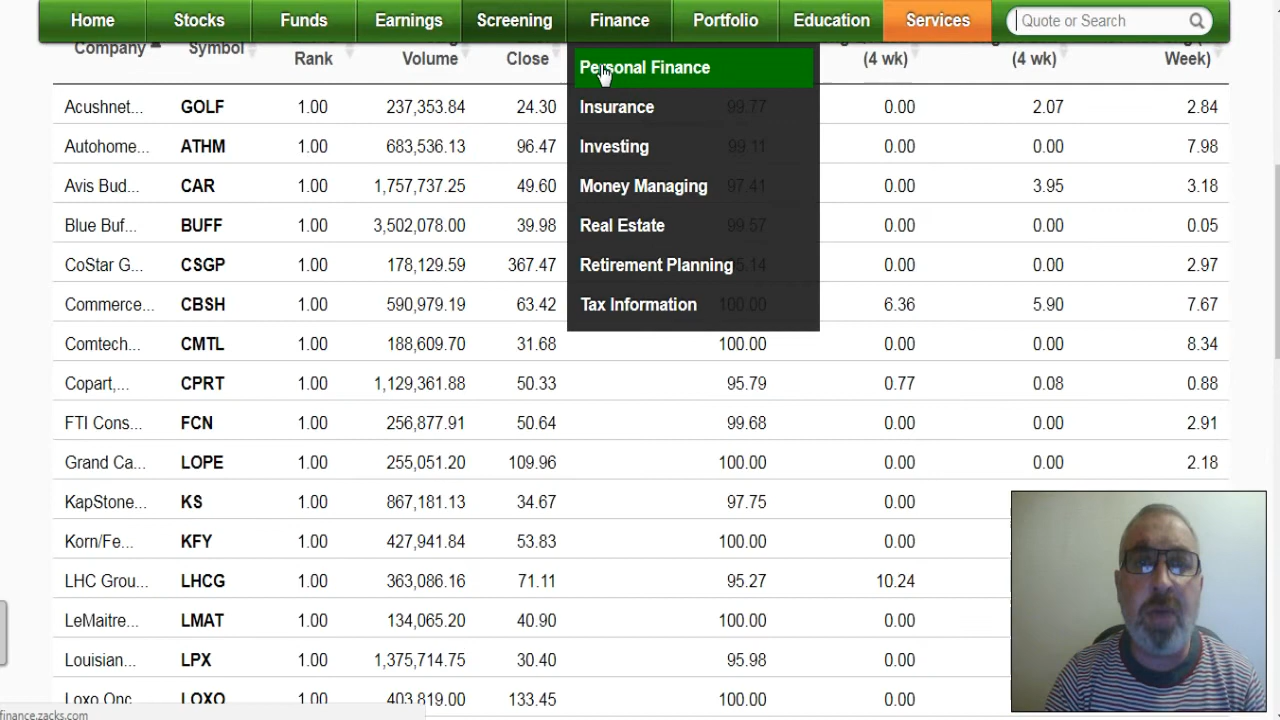 Home Stocks Funds Earnings Screening Finance Portfolio Education Services Quote or Search
Company Symbol Rank Volume Close (4 wk) (4 wk) Week)
Personal Finance
Acushnet... GOLF 1.00 237,353.84 24.30 Insurance 99.77 0.00 2.07 2.84
Autohome... ATHM 1.00 683,536.13 96.47 Investing 99.11 0.00 0.00 7.98
Avis Bud... CAR 1.00 1,757,737.25 49.60 Money Managing 97.41 0.00 3.95 3.18
Blue Buf... BUFF 1.00 3,502,078.00 39.98 Real Estate 99.57 0.00 0.00 0.05
CoStar G... CSGP 1.00 178,129.59 367.47 Retirement Planning 0.00 0.00 2.97
Commerce... CBSH 1.00 590,979.19 63.42 Tax Information 100.00 6.36 5.90 7.67
Comtech... CMTL 1.00 188,609.70 31.68 100.00 0.00 0.00 8.34
Copart,... CPRT 1.00 1,129,361.88 50.33 95.79 0.77 0.08 0.88
FTI Cons... FCN 1.00 256,877.91 50.64 99.68 0.00 0.00 2.91
Grand Ca... LOPE 1.00 255,051.20 109.96 100.00 0.00 0.00 2.18
KapStone... KS 1.00 867,181.13 34.67 97.75 0.00
Korn/Fe... KFY 1.00 427,941.84 53.83 100.00 0.00
LHC Grou... LHCG 1.00 363,086.16 71.11 95.27 10.24
LeMaitre... LMAT 1.00 134,065.20 40.90 100.00 0.00
Louisian... LPX 1.00 1,375,714.75 30.40 95.98 0.00
Loxo Onc... LOXO 1.00 403,819.00 133.45 100.00 0.00
finance.zacks.com